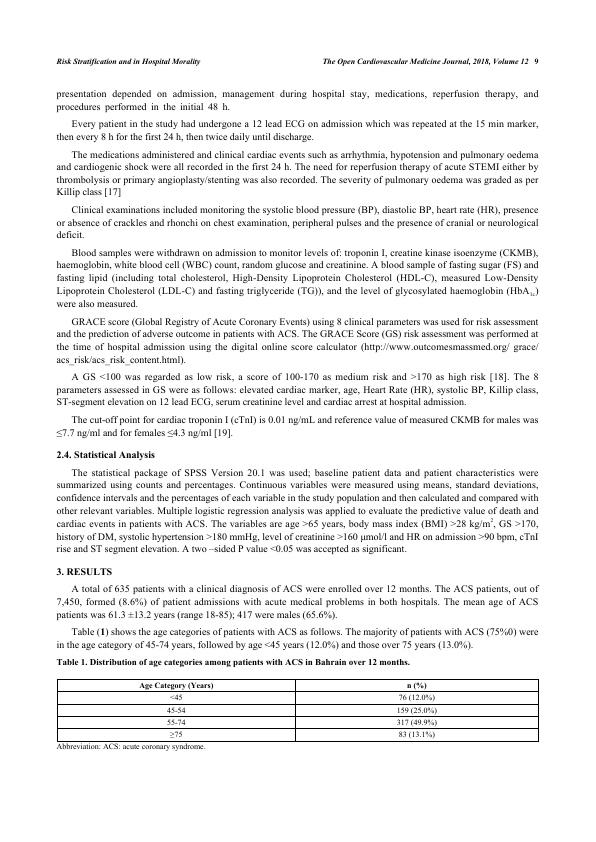 Risk Stratification and in Hospital Morality The Open Cardiovascular Medicine Journal, 2018, Volume 12 9
presentation depended on admission, management during hospital stay, medications, reperfusion therapy, and
procedures performed in the initial 48 h.
Every patient in the study had undergone a 12 lead ECG on admission which was repeated at the 15 min marker,
then every 8 h for the first 24 h, then twice daily until discharge.
The medications administered and clinical cardiac events such as arrhythmia, hypotension and pulmonary oedema
and cardiogenic shock were all recorded in the first 24 h. The need for reperfusion therapy of acute STEMI either by
thrombolysis or primary angioplasty/stenting was also recorded. The severity of pulmonary oedema was graded as per
Killip class [17]
Clinical examinations included monitoring the systolic blood pressure (BP), diastolic BP, heart rate (HR), presence
or absence of crackles and rhonchi on chest examination, peripheral pulses and the presence of cranial or neurological
deficit.
Blood samples were withdrawn on admission to monitor levels of: troponin I, creatine kinase isoenzyme (CKMB),
haemoglobin, white blood cell (WBC) count, random glucose and creatinine. A blood sample of fasting sugar (FS) and
fasting lipid (including total cholesterol, High-Density Lipoprotein Cholesterol (HDL-C), measured Low-Density
Lipoprotein Cholesterol (LDL-C) and fasting triglyceride (TG)), and the level of glycosylated haemoglobin (HbA1c)
were also measured.
GRACE score (Global Registry of Acute Coronary Events) using 8 clinical parameters was used for risk assessment
and the prediction of adverse outcome in patients with ACS. The GRACE Score (GS) risk assessment was performed at
the time of hospital admission using the digital online score calculator (http://www.outcomesmassmed.org/ grace/
acs_risk/acs_risk_content.html).
A GS <100 was regarded as low risk, a score of 100-170 as medium risk and >170 as high risk [18]. The 8
parameters assessed in GS were as follows: elevated cardiac marker, age, Heart Rate (HR), systolic BP, Killip class,
ST-segment elevation on 12 lead ECG, serum creatinine level and cardiac arrest at hospital admission.
The cut-off point for cardiac troponin I (cTnI) is 0.01 ng/mL and reference value of measured CKMB for males was
≤7.7 ng/ml and for females ≤4.3 ng/ml [19].
2.4. Statistical Analysis
The statistical package of SPSS Version 20.1 was used; baseline patient data and patient characteristics were
summarized using counts and percentages. Continuous variables were measured using means, standard deviations,
confidence intervals and the percentages of each variable in the study population and then calculated and compared with
other relevant variables. Multiple logistic regression analysis was applied to evaluate the predictive value of death and
cardiac events in patients with ACS. The variables are age >65 years, body mass index (BMI) >28 kg/m2, GS >170,
history of DM, systolic hypertension >180 mmHg, level of creatinine >160 µmol/l and HR on admission >90 bpm, cTnI
rise and ST segment elevation. A two –sided P value <0.05 was accepted as significant.
3. RESULTS
A total of 635 patients with a clinical diagnosis of ACS were enrolled over 12 months. The ACS patients, out of
7,450, formed (8.6%) of patient admissions with acute medical problems in both hospitals. The mean age of ACS
patients was 61.3 ±13.2 years (range 18-85); 417 were males (65.6%).
Table (1) shows the age categories of patients with ACS as follows. The majority of patients with ACS (75%0) were
in the age category of 45-74 years, followed by age <45 years (12.0%) and those over 75 years (13.0%).
Table 1. Distribution of age categories among patients with ACS in Bahrain over 12 months.
Age Category (Years) n (%)
<45 76 (12.0%)
45-54 159 (25.0%)
55-74 317 (49.9%)
≥75 83 (13.1%)
Abbreviation: ACS: acute coronary syndrome.